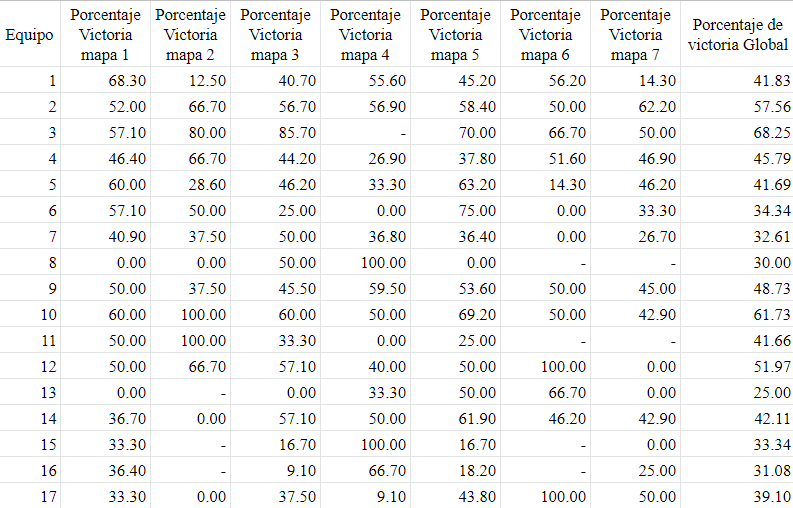 Equipo Porcentaje Victoria mapa 1 Porcentaje Victoria mapa 2 Porcentaje Victoria mapa 3 Porcentaje Victoria mapa 4 Porcentaje Victoria mapa 5 Porcentaje Victoria mapa 6 Porcentaje Victoria mapa 7 Porcentaje de victoria Global
1 68.30 12.50 40.70 55.60 45.20 56.20 14.30 41.83
2 52.00 66.70 56.70 56.90 58.40 50.00 62.20 57.56
3 57.10 80.00 85.70 - 70.00 66.70 50.00 68.25
4 46.40 66.70 44.20 26.90 37.80 51.60 46.90 45.79
5 60.00 28.60 46.20 33.30 63.20 14.30 46.20 41.69
6 57.10 50.00 25.00 0.00 75.00 0.00 33.30 34.34
7 40.90 37.50 50.00 36.80 36.40 0.00 26.70 32.61
8 0.00 0.00 50.00 100.00 0.00 - - 30.00
9 50.00 37.50 45.50 59.50 53.60 50.00 45.00 48.73
10 60.00 100.00 60.00 50.00 69.20 50.00 42.90 61.73
11 50.00 100.00 33.30 0.00 25.00 - - 41.66
12 50.00 66.70 57.10 40.00 50.00 100.00 0.00 51.97
13 0.00 - 0.00 33.30 50.00 66.70 0.00 25.00
14 36.70 0.00 57.10 50.00 61.90 46.20 42.90 42.11
15 33.30 - 16.70 100.00 16.70 - 0.00 33.34
16 36.40 - 9.10 66.70 18.20 - 25.00 31.08
17 33.30 0.00 37.50 9.10 43.80 100.00 50.00 39.10